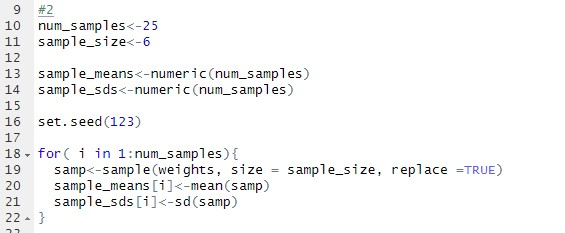 9 #2
10 num_samples<-25
11 sample_size<-6
12
13 sample_means<-numeric(num_samples)
14 sample_sds<-numeric(num_samples)
15
16 set.seed(123)
17
18 for( i in 1:num_samples){
19   samp<-sample(weights, size = sample_size, replace =TRUE)
20   sample_means[i]<-mean(samp)
21   sample_sds[i]<-sd(samp)
22 }